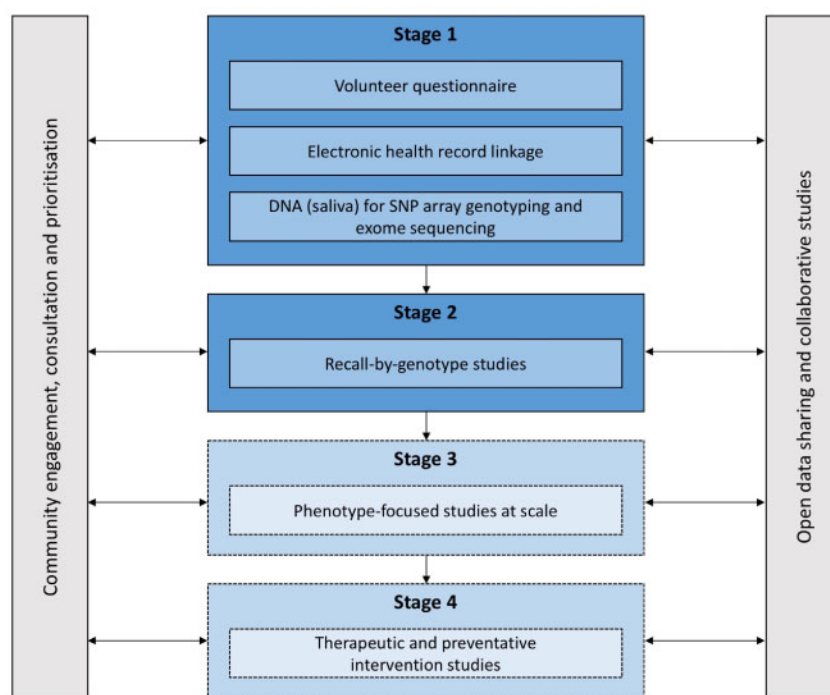 Community engagement, consultation and prioritisation
Stage 1
Volunteer questionnaire
Electronic health record linkage
DNA (saliva) for SNP array genotyping and
exome sequencing
Stage 2
Recall-by-genotype studies
Stage 3
Phenotype-focused studies at scale
Stage 4
Therapeutic and preventative
intervention studies
Open data sharing and collaborative studies